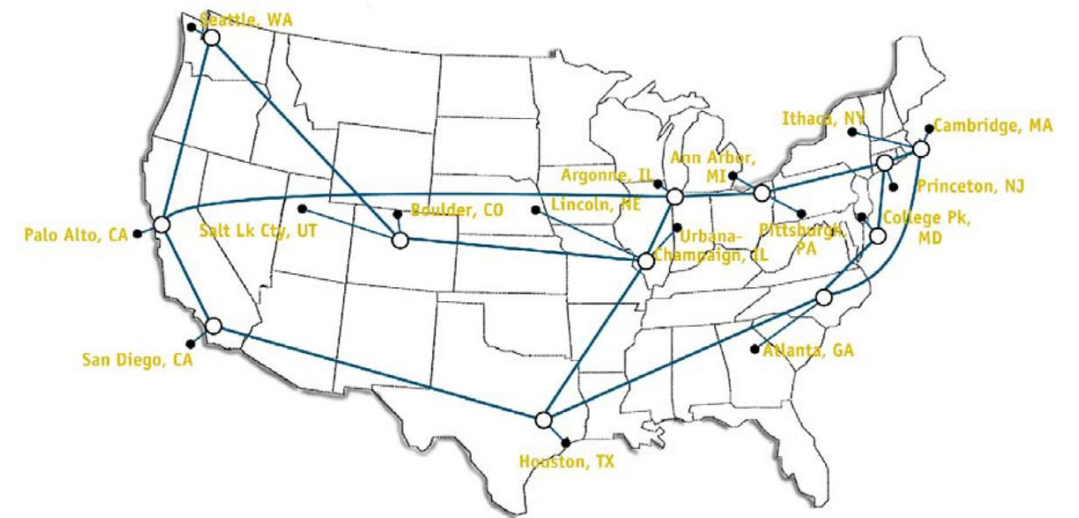 Seattle, WA
Ithaca, NY
Cambridge, MA
Ann Arbor,
MI
Argonne, IL
Princeton, NJ
Boulder, CO
Lincoln, NE
Salt Lk Cty, UT
Palo Alto, CA
College Pk,
MD
Pittsburgh,
PA
Urbana-
Champaign, IL
San Diego, CA
Atlanta, GA
Houston, TX